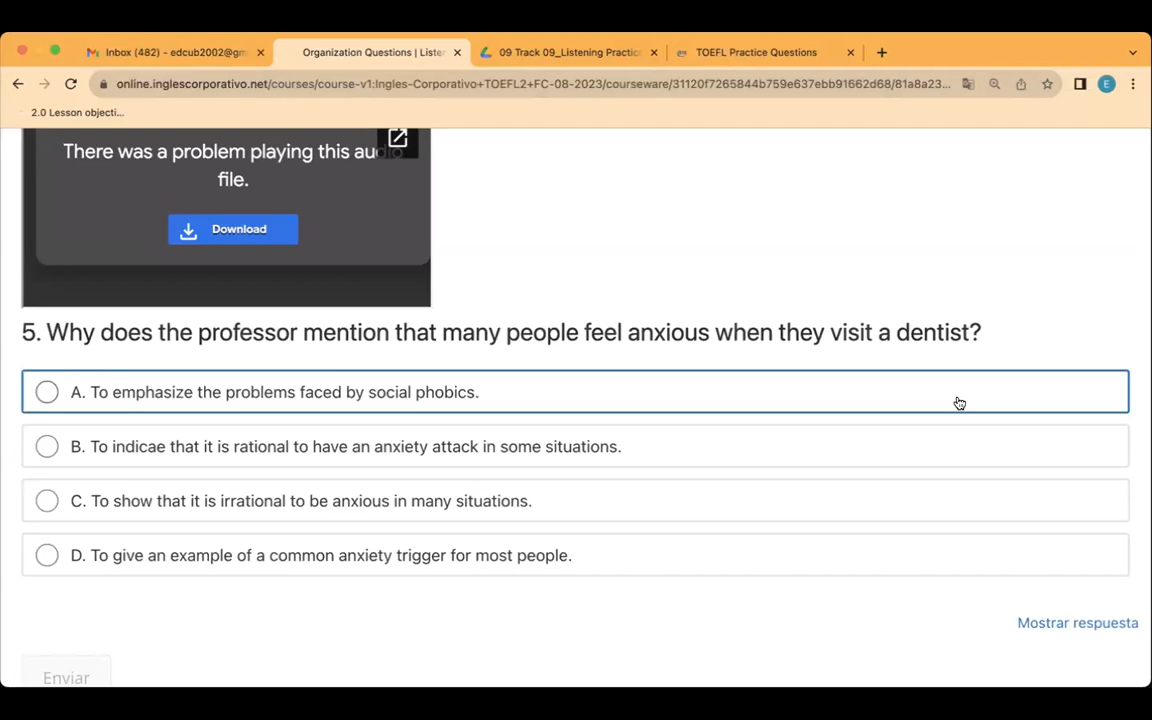 Inbox (482) - edcub2002@gm
Organization Questions | Liste
09 Track 09_Listening Practic
TOEFL Practice Questions
online.inglescorporativo.net/courses/course-v1:Ingles-Corporativo+TOEFL2+FC-08-2023/courseware/31120f7265844b759e637ebb91662d68/81a8a23...
E
2.0 Lesson objecti...
There was a problem playing this audio
file.
Download
5. Why does the professor mention that many people feel anxious when they visit a dentist?
A. To emphasize the problems faced by social phobics.
B. To indicae that it is rational to have an anxiety attack in some situations.
C. To show that it is irrational to be anxious in many situations.
D. To give an example of a common anxiety trigger for most people.
Mostrar respuesta
Enviar